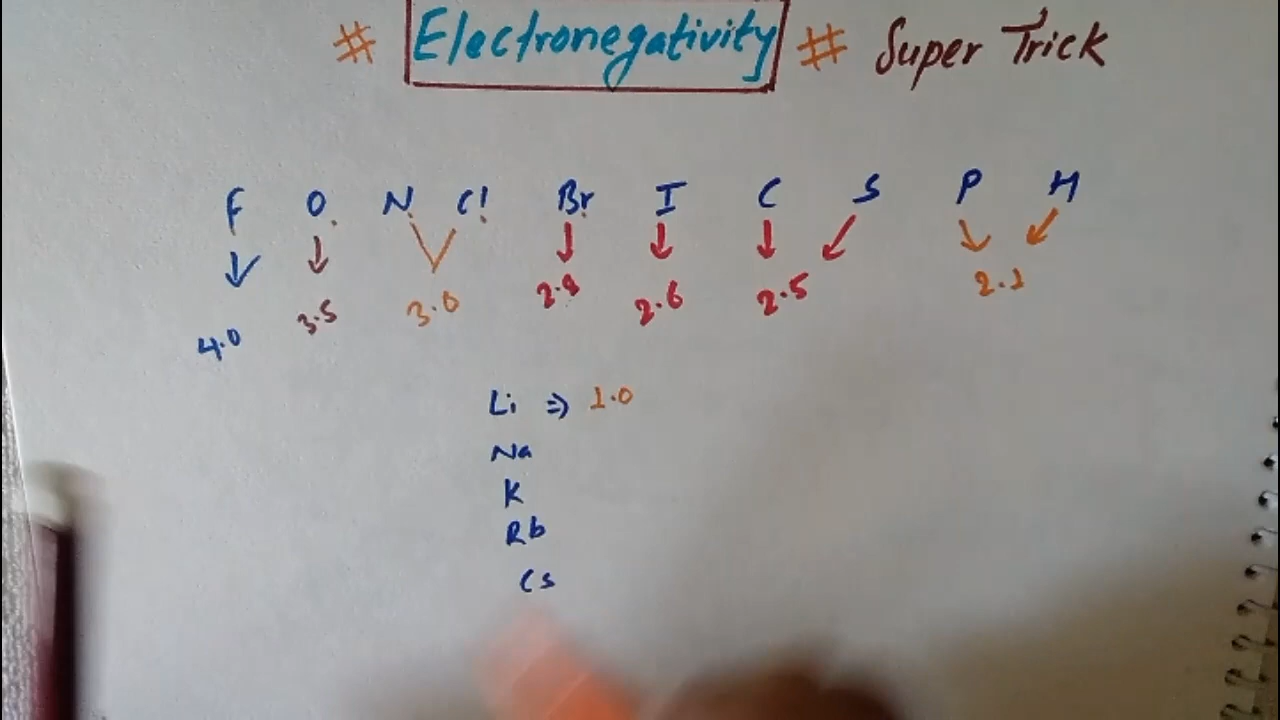 # Electronegativity # Super Trick
F O N Cl Br I C S P H
4.0 3.5 3.0 2.8 2.6 2.5 2.1
Li ⇒ 1.0
Na
K
Rb
Cs